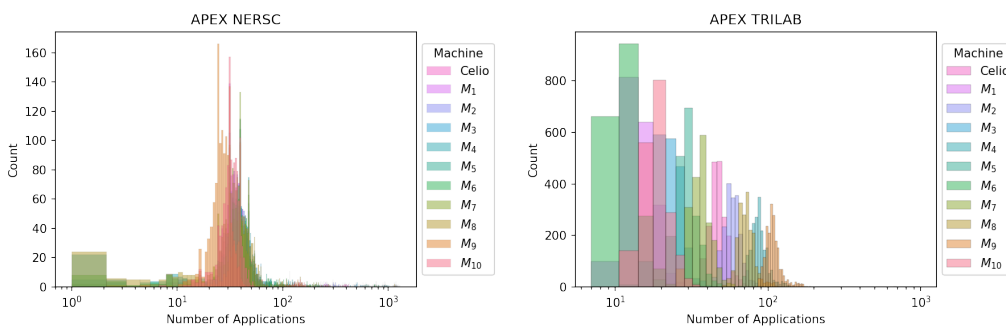 APEX NERSC
160
140
120
100
80
60
40
20
0
Count
10⁰ 10¹ 10² 10³
Number of Applications
Machine
Celio
M₁
M₂
M₃
M₄
M₅
M₆
M₇
M₈
M₉
M₁₀
APEX TRILAB
800
600
400
200
0
Count
10¹ 10² 10³
Number of Applications
Machine
Celio
M₁
M₂
M₃
M₄
M₅
M₆
M₇
M₈
M₉
M₁₀